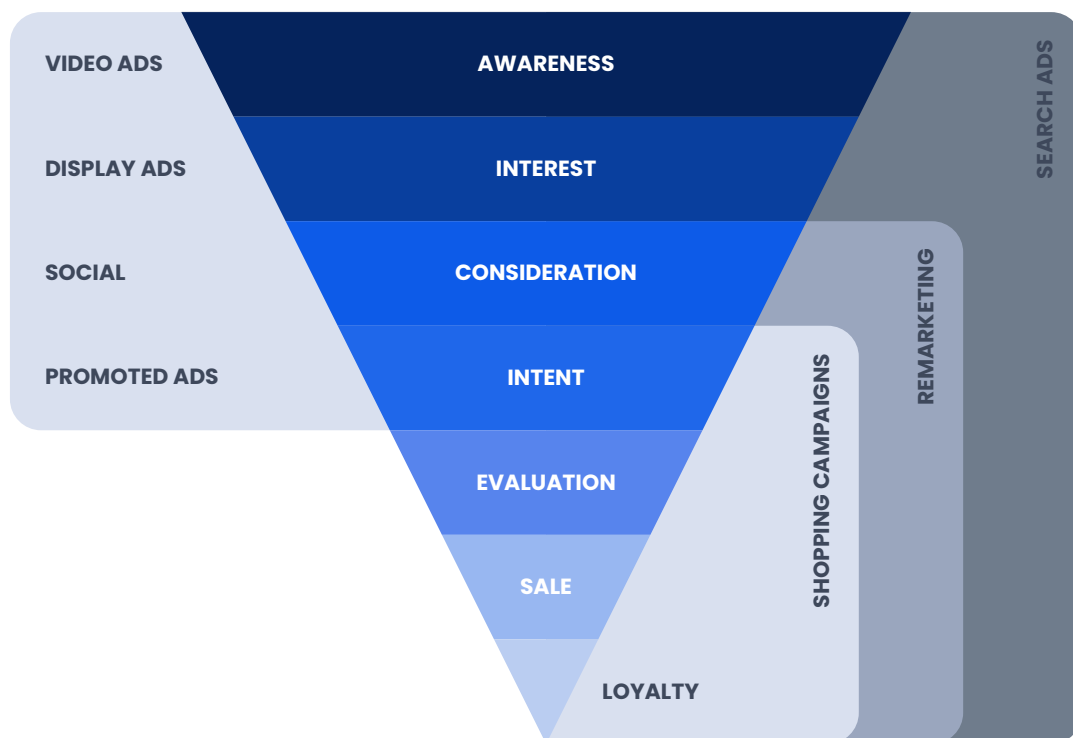 VIDEO ADS
AWARENESS
SEARCH ADS
DISPLAY ADS
INTEREST
SOCIAL
CONSIDERATION
REMARKETING
PROMOTED ADS
INTENT
SHOPPING CAMPAIGNS
EVALUATION
SALE
LOYALTY